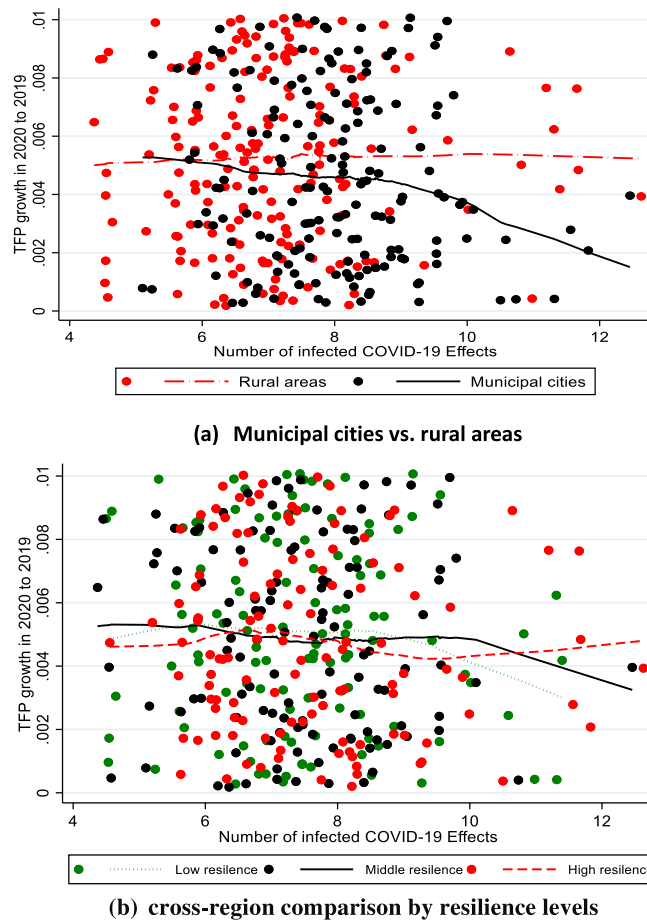 .01
.008
.006
.004
.002
0
TFP growth in 2020 to 2019
4 6 8 10 12
Number of infected COVID-19 Effects
Rural areas Municipal cities
(a) Municipal cities vs. rural areas
.01
.008
.006
.004
.002
0
TFP growth in 2020 to 2019
4 6 8 10 12
Number of infected COVID-19 Effects
Low resilence Middle resilence High resilence
(b) cross-region comparison by resilience levels